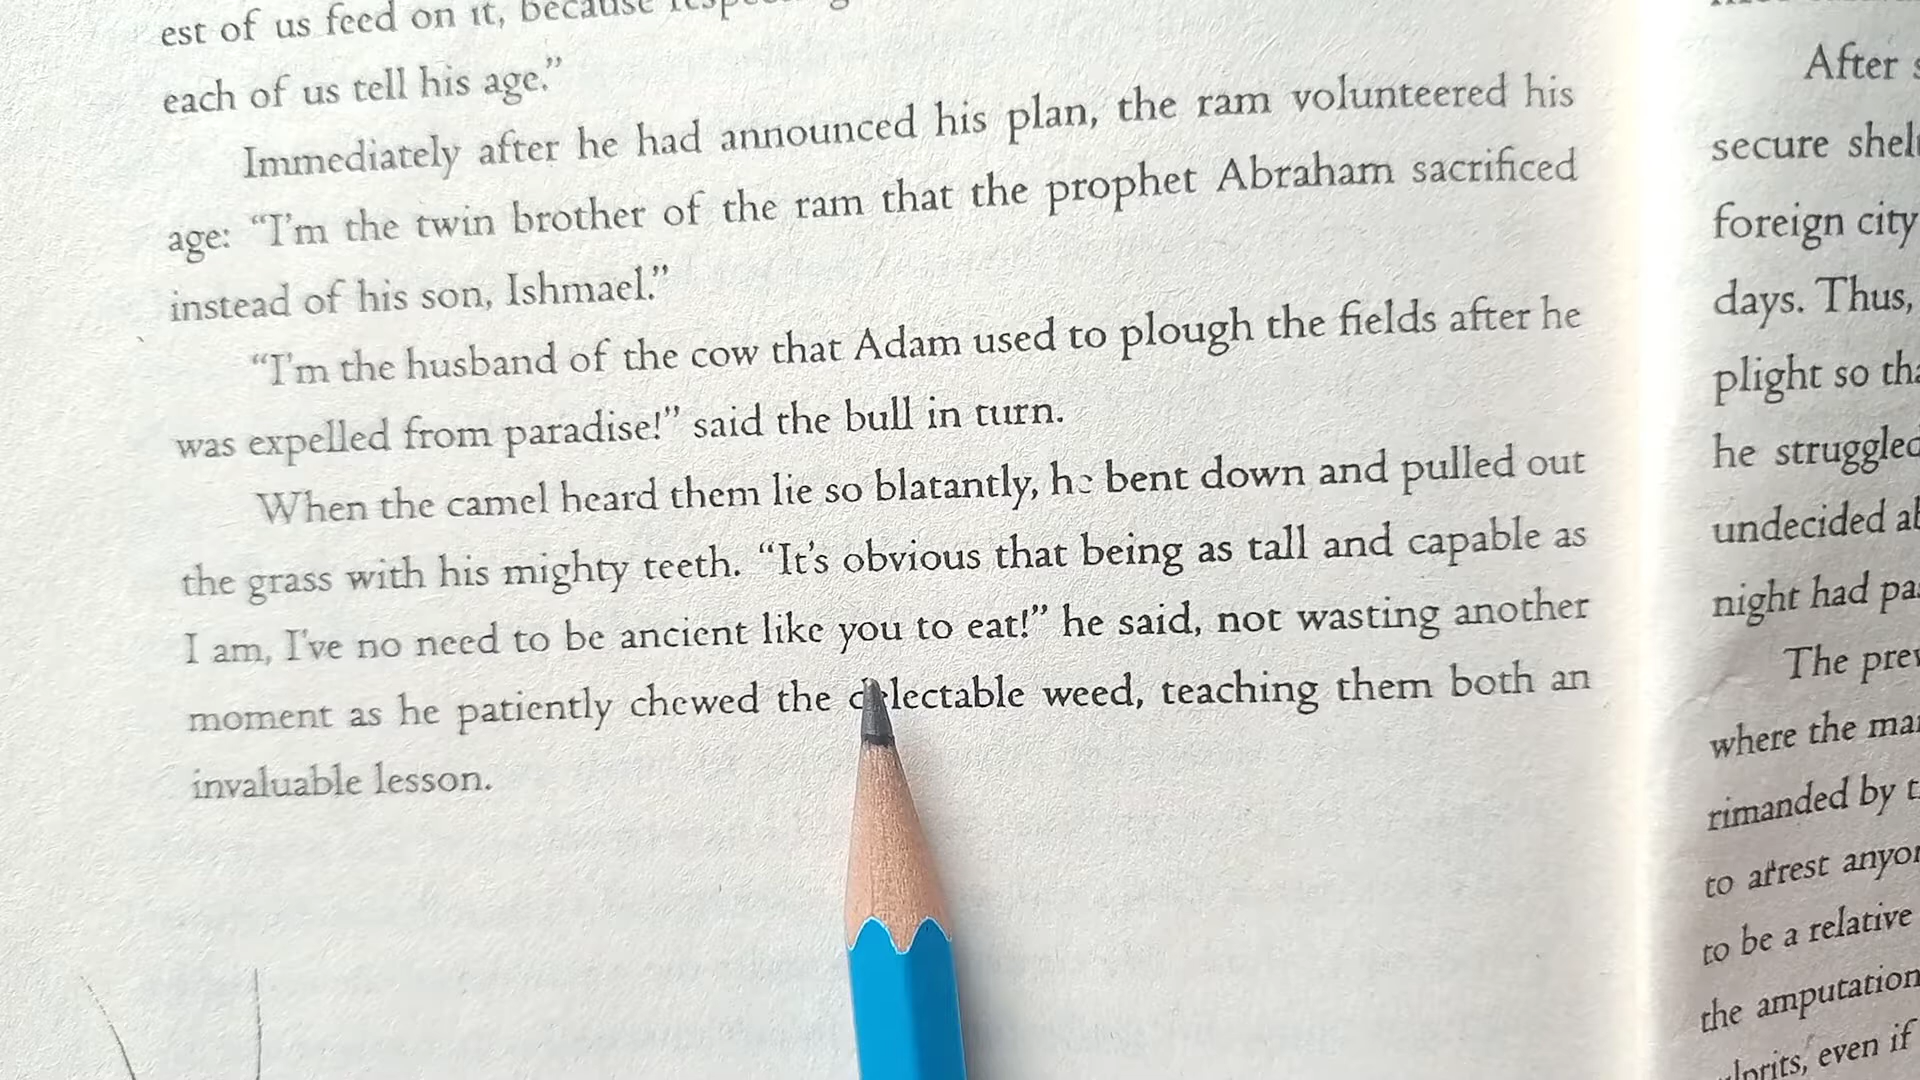 est of us feed on it, because
each of us tell his age.”
Immediately after he had announced his plan, the ram volunteered his
age: “I’m the twin brother of the ram that the prophet Abraham sacrificed
instead of his son, Ishmael.”
“I’m the husband of the cow that Adam used to plough the fields after he
was expelled from paradise!” said the bull in turn.
When the camel heard them lie so blatantly, he bent down and pulled out
the grass with his mighty teeth. “It’s obvious that being as tall and capable as
I am, I’ve no need to be ancient like you to eat!” he said, not wasting another
moment as he patiently chewed the delectable weed, teaching them both an
invaluable lesson.
After s
secure shel
foreign city
days. Thus,
plight so tha
he struggled
undecided ab
night had pas
The prev
where the man
rimanded by t
to arrest anyon
to be a relative
the amputation
even if